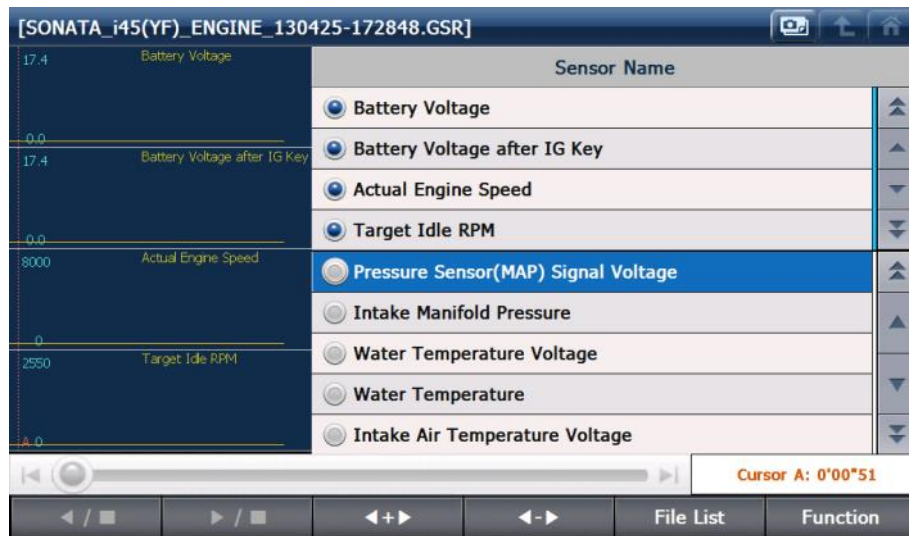 [SONATA_i45(YF)_ENGINE_130425-172848.GSR]
17.4 Battery Voltage
0.0
17.4 Battery Voltage after IG Key
0.0
8000 Actual Engine Speed
0
2550 Target Idle RPM
A 0
Sensor Name
Battery Voltage
Battery Voltage after IG Key
Actual Engine Speed
Target Idle RPM
Pressure Sensor(MAP) Signal Voltage
Intake Manifold Pressure
Water Temperature Voltage
Water Temperature
Intake Air Temperature Voltage
Cursor A: 0'00"51
◀ / ■ ▶ / ■ ◀+▶ ◀-▶ File List Function